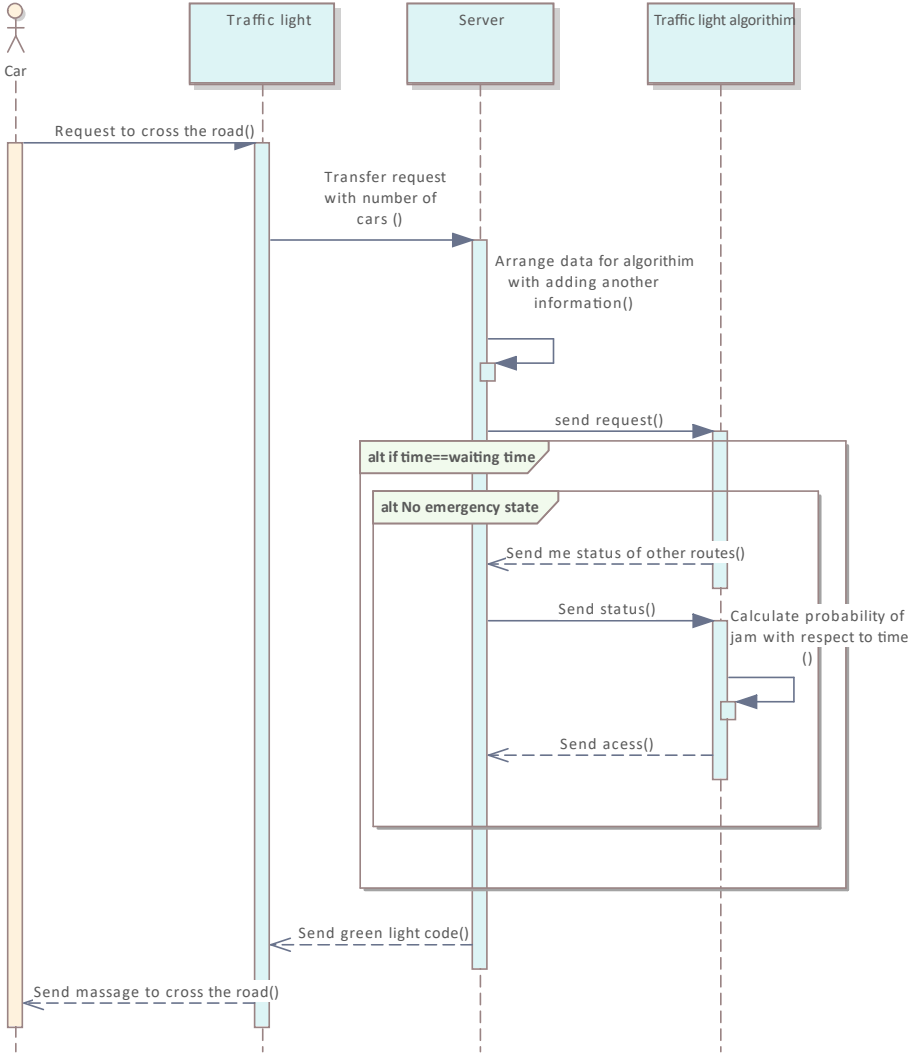 Traffic light
Server
Traffic light algorithim
Car
Request to cross the road()
Transfer request
with number of
cars ()
Arrange data for algorithim
with adding another
information()
send request()
alt if time==waiting time
alt No emergency state
Send me status of other routes()
Send status()
Calculate probability of
jam with respect to time
()
Send acess()
Send green light code()
Send massage to cross the road()